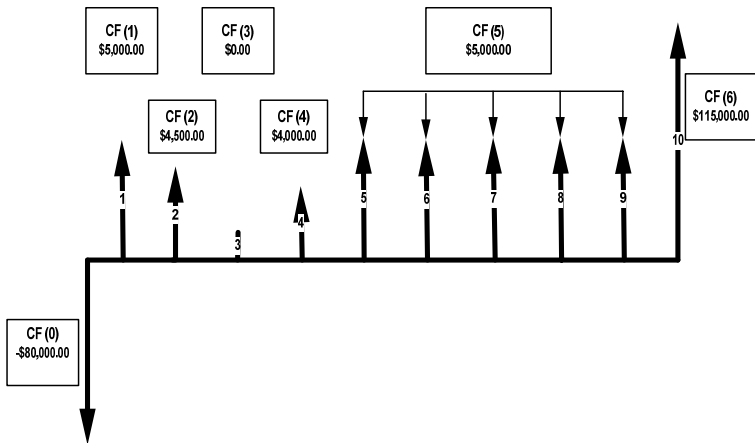 CF (1)
$5,000.00
CF (3)
$0.00
CF (5)
$5,000.00
CF (2)
$4,500.00
CF (4)
$4,000.00
CF (6)
$115,000.00
10
1
2
3
4
5
6
7
8
9
CF (0)
-$80,000.00